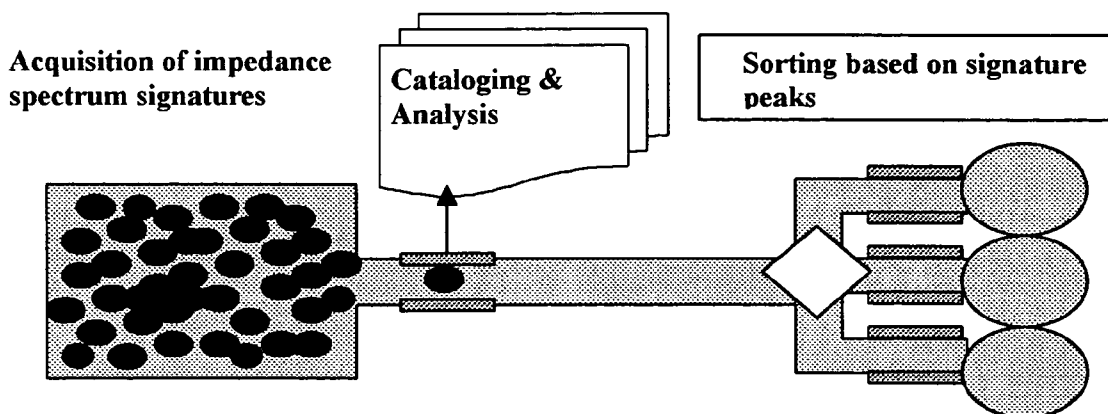 Acquisition of impedance
spectrum signatures
Cataloging &
Analysis
Sorting based on signature
peaks